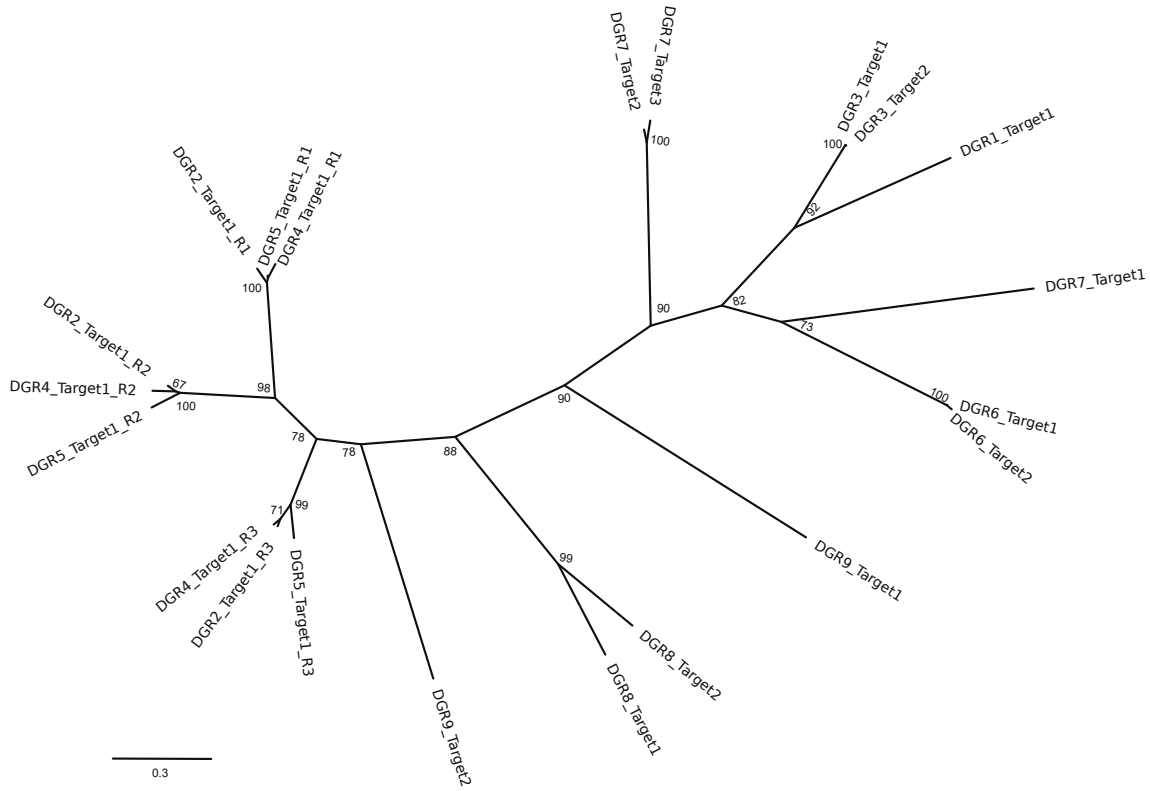 DGR7_Target2
DGR7_Target3
100
DGR3_Target1
DGR3_Target2
100
DGR1_Target1
92
DGR2_Target1_R1
DGR5_Target1_R1
DGR4_Target1_R1
100
DGR7_Target1
90
82
73
DGR2_Target1_R2
67
DGR4_Target1_R2
100
DGR5_Target1_R2
98
100
DGR6_Target1
DGR6_Target2
90
78
78
88
71
99
DGR4_Target1_R3
DGR2_Target1_R3
DGR5_Target1_R3
99
DGR9_Target1
DGR8_Target2
DGR8_Target1
DGR9_Target2
0.3